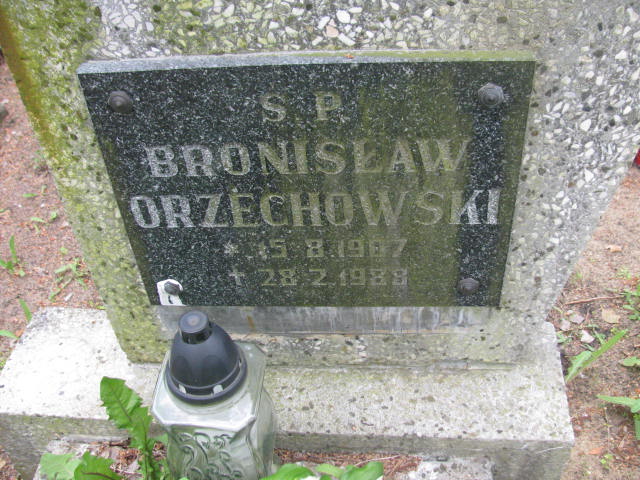 Ś. P.
BRONISŁAW
ORZECHOWSKI
* 15.8.1907
† 28.2.1988